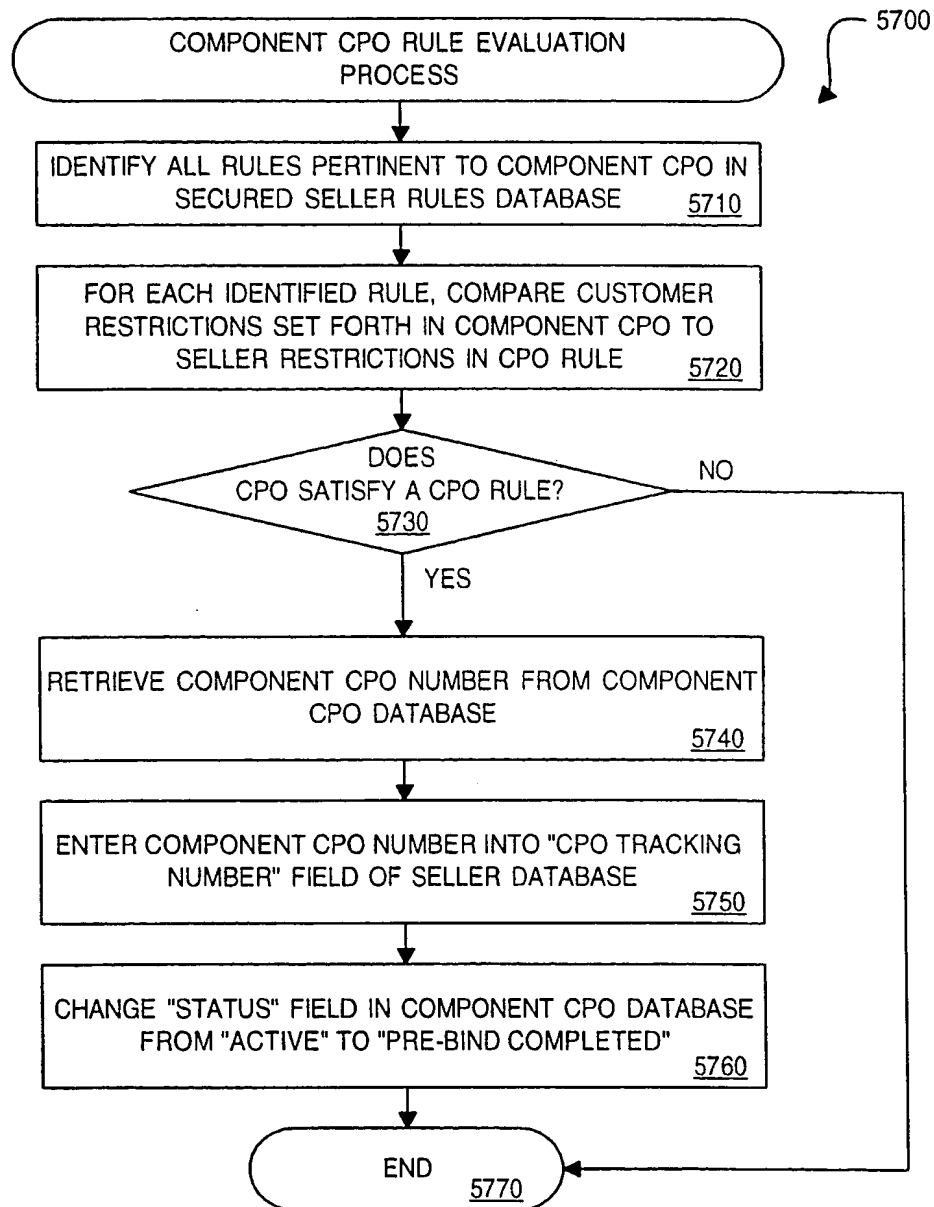 5700
COMPONENT CPO RULE EVALUATION
PROCESS
IDENTIFY ALL RULES PERTINENT TO COMPONENT CPO IN
SECURED SELLER RULES DATABASE
5710
FOR EACH IDENTIFIED RULE, COMPARE CUSTOMER
RESTRICTIONS SET FORTH IN COMPONENT CPO TO
SELLER RESTRICTIONS IN CPO RULE
5720
DOES
CPO SATISFY A CPO RULE?
5730
NO
YES
RETRIEVE COMPONENT CPO NUMBER FROM COMPONENT
CPO DATABASE
5740
ENTER COMPONENT CPO NUMBER INTO "CPO TRACKING
NUMBER" FIELD OF SELLER DATABASE
5750
CHANGE "STATUS" FIELD IN COMPONENT CPO DATABASE
FROM "ACTIVE" TO "PRE-BIND COMPLETED"
5760
END
5770